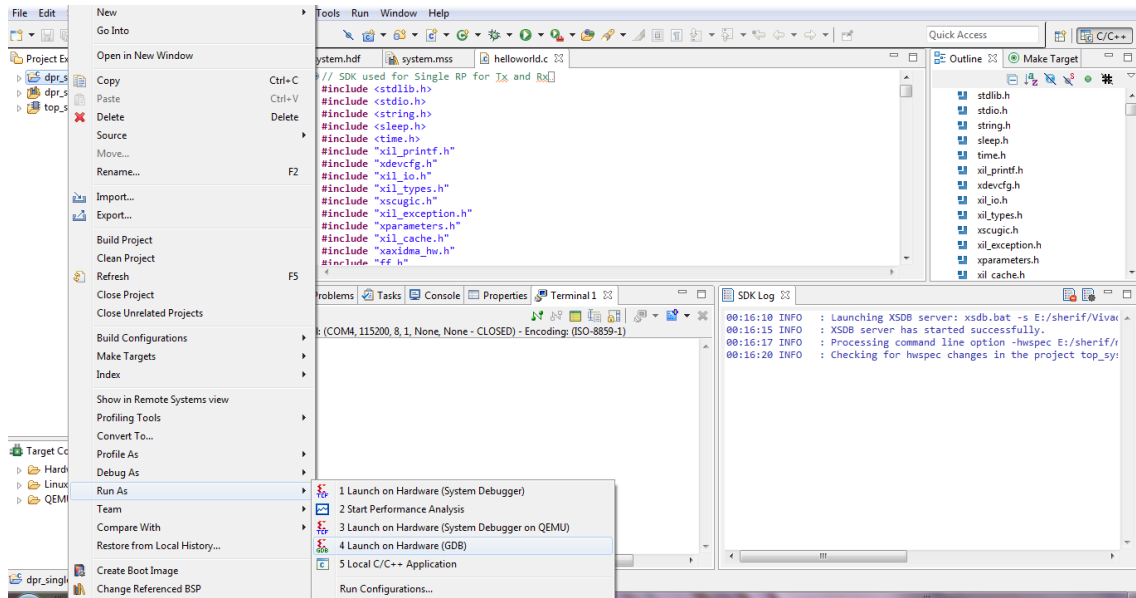 File Edit Tools Run Window Help
Quick Access
C/C++
Project Ex
dpr_s
dpr_s
top_s
New
Go Into
Open in New Window
Copy Ctrl+C
Paste Ctrl+V
Delete Delete
Source
Move...
Rename... F2
Import...
Export...
Build Project
Clean Project
Refresh F5
Close Project
Close Unrelated Projects
Build Configurations
Make Targets
Index
Show in Remote Systems view
Profiling Tools
Convert To...
Profile As
Debug As
Run As
Team
Compare With
Restore from Local History...
Create Boot Image
Change Referenced BSP
1 Launch on Hardware (System Debugger)
2 Start Performance Analysis
3 Launch on Hardware (System Debugger on QEMU)
4 Launch on Hardware (GDB)
5 Local C/C++ Application
Run Configurations...
ystem.hdf system.mss helloworld.c
// SDK used for Single RP for Tx and Rx
#include <stdlib.h>
#include <stdio.h>
#include <string.h>
#include <sleep.h>
#include <time.h>
#include "xil_printf.h"
#include "xdevcfg.h"
#include "xil_io.h"
#include "xil_types.h"
#include "xscugic.h"
#include "xil_exception.h"
#include "xparameters.h"
#include "xil_cache.h"
#include "xaxidma_hw.h"
#include "ff.h"
Outline Make Target
stdlib.h
stdio.h
string.h
sleep.h
time.h
xil_printf.h
xdevcfg.h
xil_io.h
xil_types.h
xscugic.h
xil_exception.h
xparameters.h
xil_cache.h
Problems Tasks Console Properties Terminal 1
l: (COM4, 115200, 8, 1, None, None - CLOSED) - Encoding: (ISO-8859-1)
SDK Log
00:16:10 INFO : Launching XSDB server: xsdb.bat -s E:/sherif/Vivac
00:16:15 INFO : XSDB server has started successfully.
00:16:17 INFO : Processing command line option -hwspec E:/sherif/
00:16:20 INFO : Checking for hwspec changes in the project top_sy
Target Co
Hardw
Linux
QEMU
dpr_singl